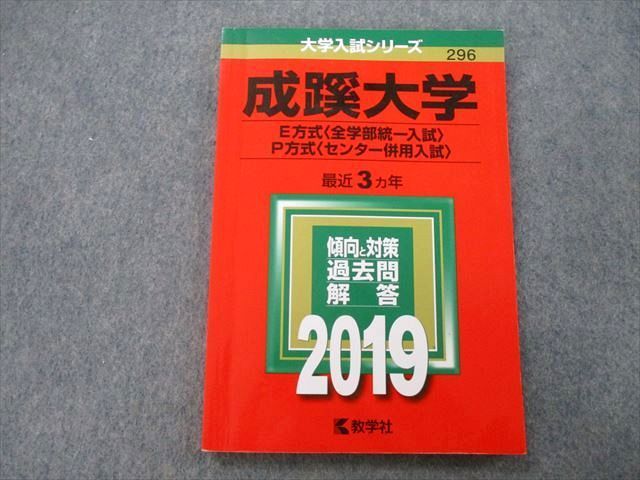 大学入試シリーズ
296
成蹊大学
E方式〈全学部統一入試〉
P方式〈センター併用入試〉
最近3カ年
傾向と対策
過去問
解答
2019
教学社